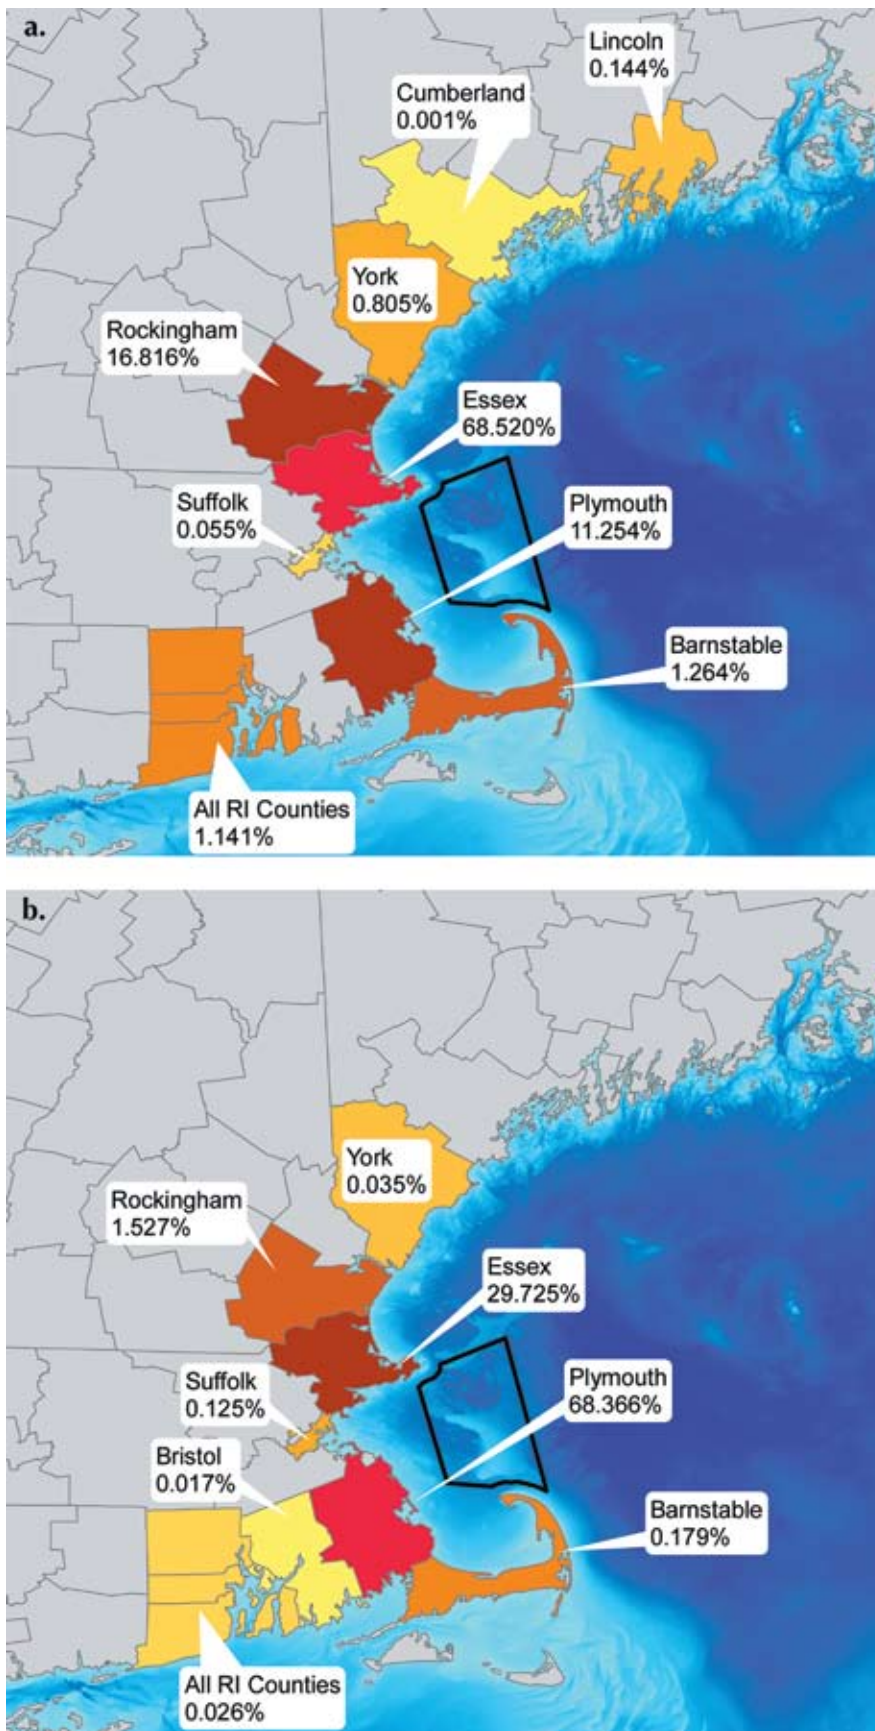 a.
Lincoln
0.144%
Cumberland
0.001%
York
0.805%
Rockingham
16.816%
Essex
68.520%
Suffolk
0.055%
Plymouth
11.254%
Barnstable
1.264%
All RI Counties
1.141%
b.
York
0.035%
Rockingham
1.527%
Essex
29.725%
Suffolk
0.125%
Plymouth
68.366%
Bristol
0.017%
Barnstable
0.179%
All RI Counties
0.026%